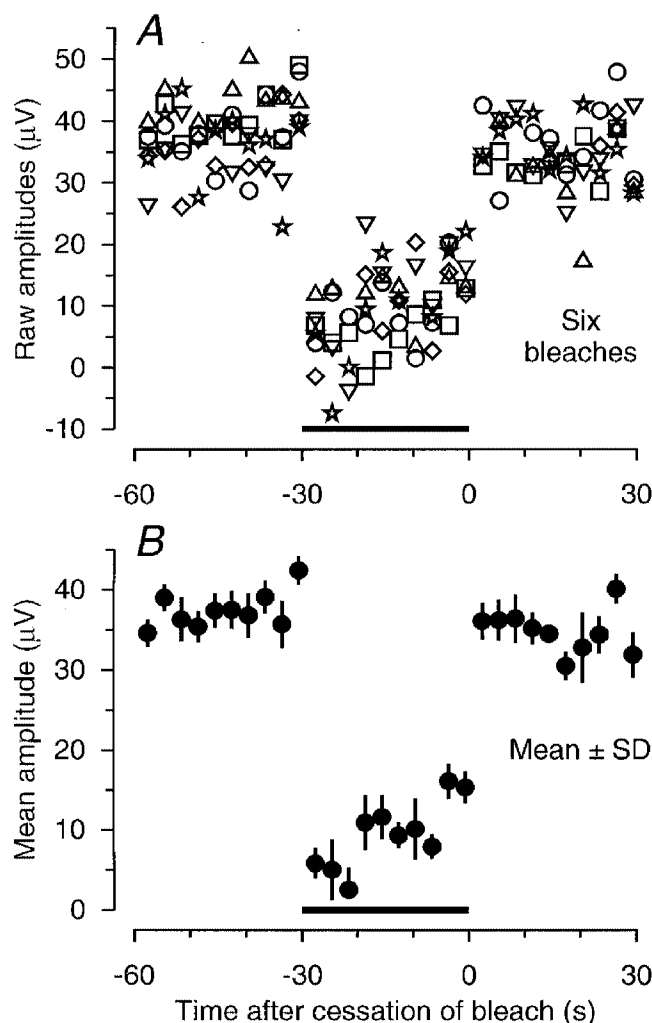 A
50
40
30
20
10
0
-10
Raw amplitudes (μV)
Six
bleaches
-60
-30
0
30
B
40
30
20
10
0
Mean amplitude (μV)
Mean ± SD
-60
-30
0
30
Time after cessation of bleach (s)